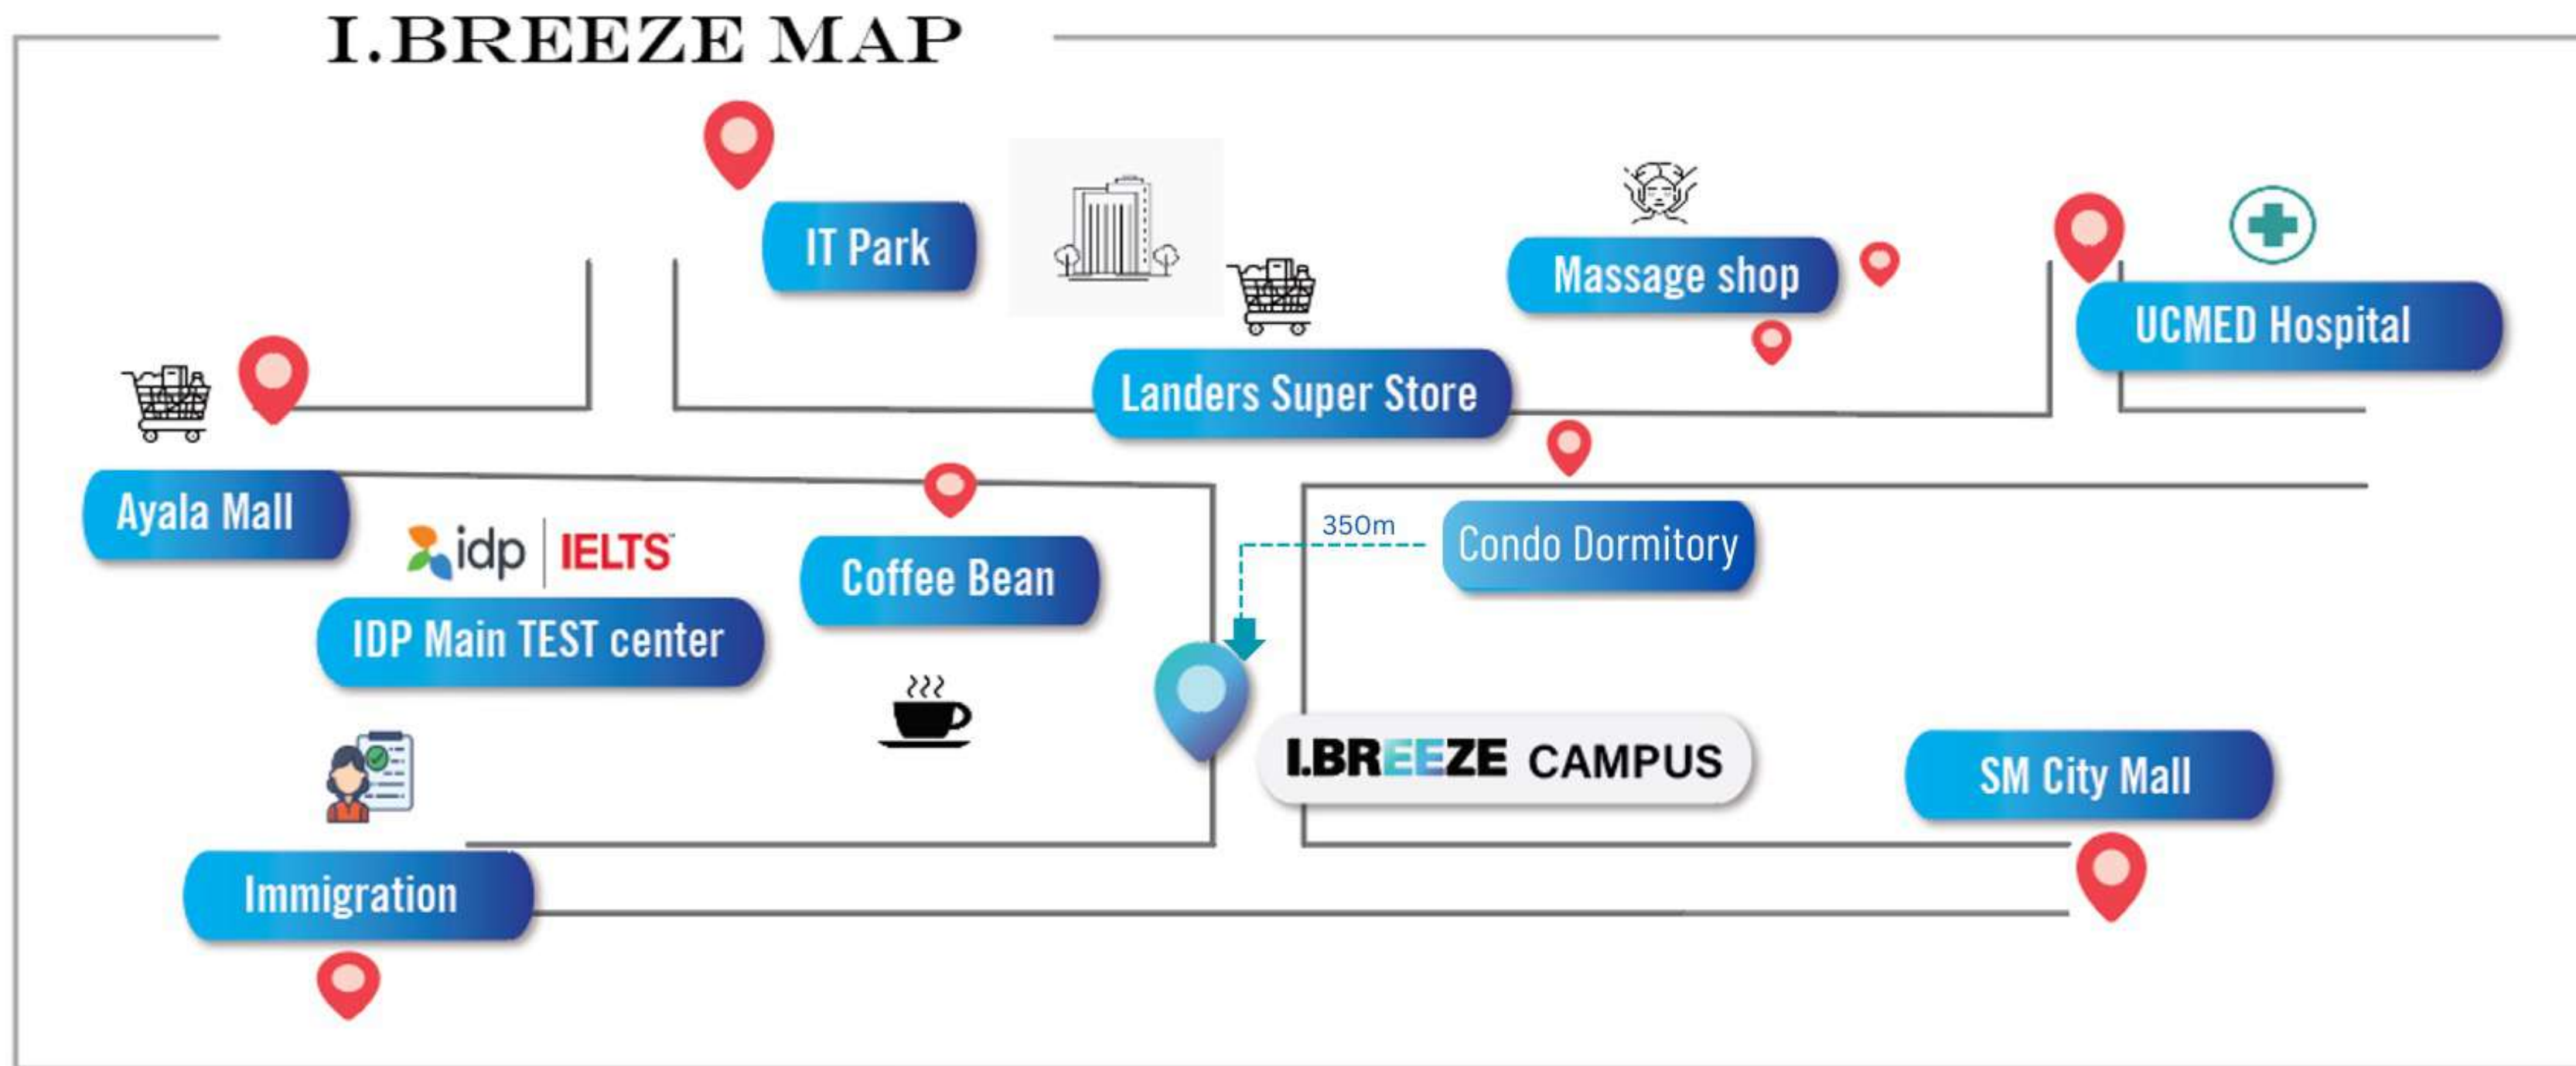 I.BREEZE MAP
IT Park
Massage shop
UCMED Hospital
Landers Super Store
Ayala Mall
idp IELTS
350m
Condo Dormitory
Coffee Bean
IDP Main TEST center
I.BREEZE CAMPUS
SM City Mall
Immigration